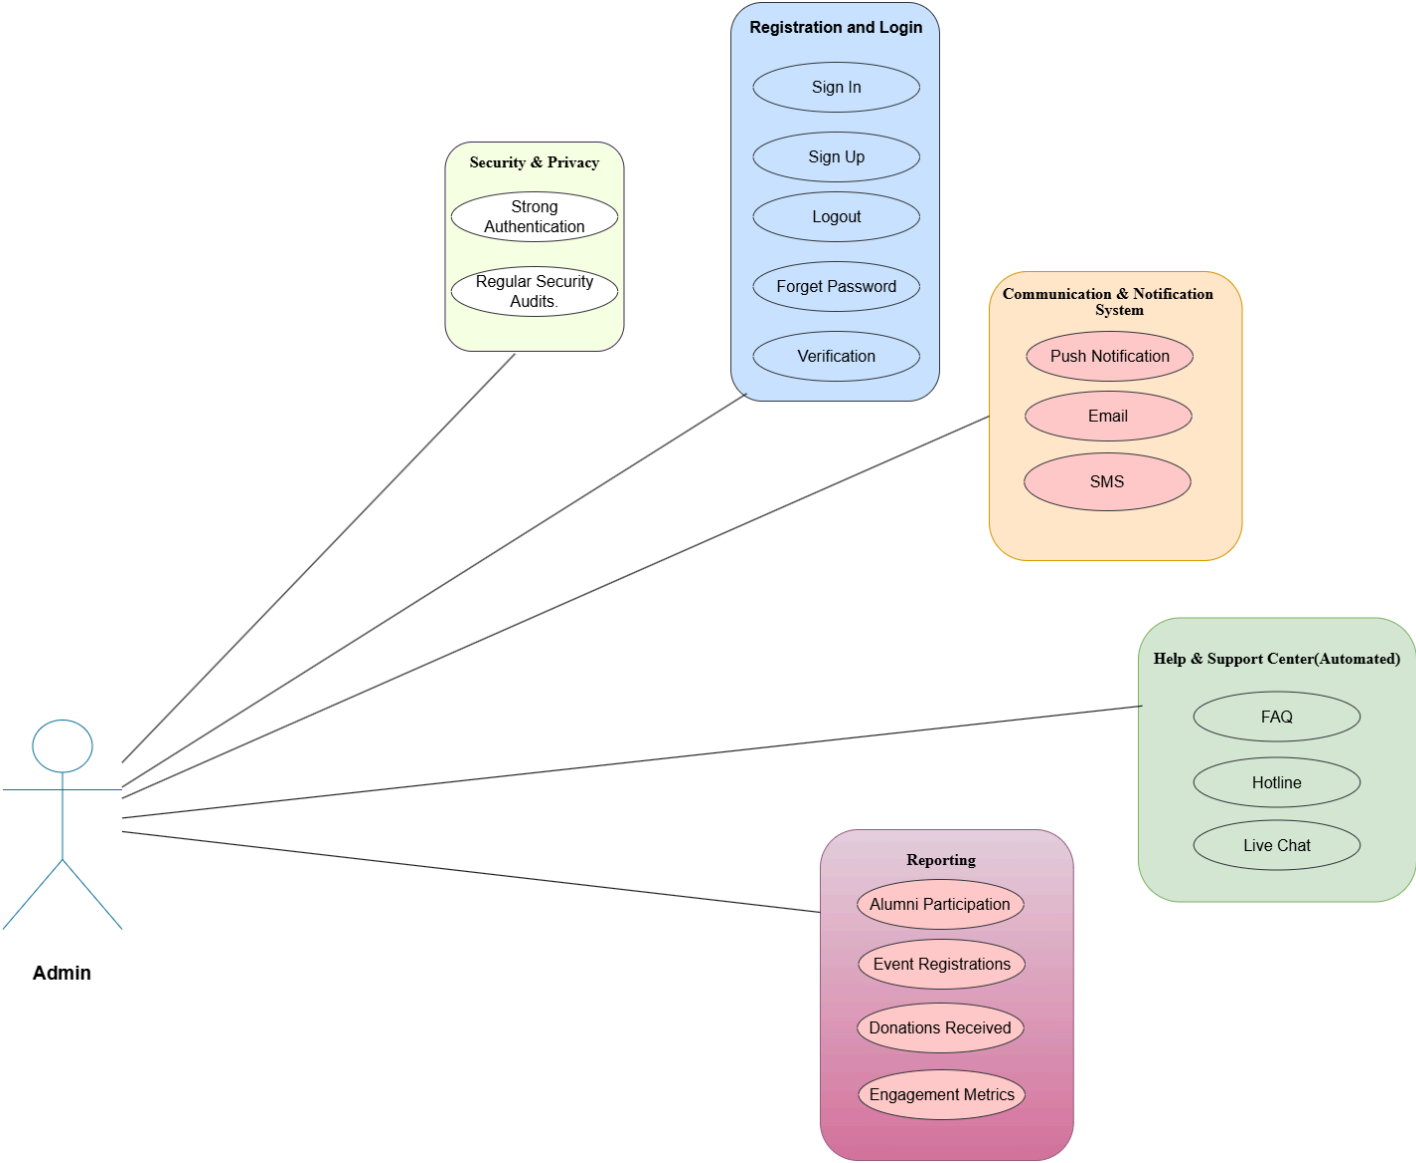 Registration and Login
Sign In
Sign Up
Logout
Forget Password
Verification
Security & Privacy
Strong
Authentication
Regular Security
Audits.
Communication & Notification
System
Push Notification
Email
SMS
Help & Support Center(Automated)
FAQ
Hotline
Live Chat
Reporting
Alumni Participation
Event Registrations
Donations Received
Engagement Metrics
Admin